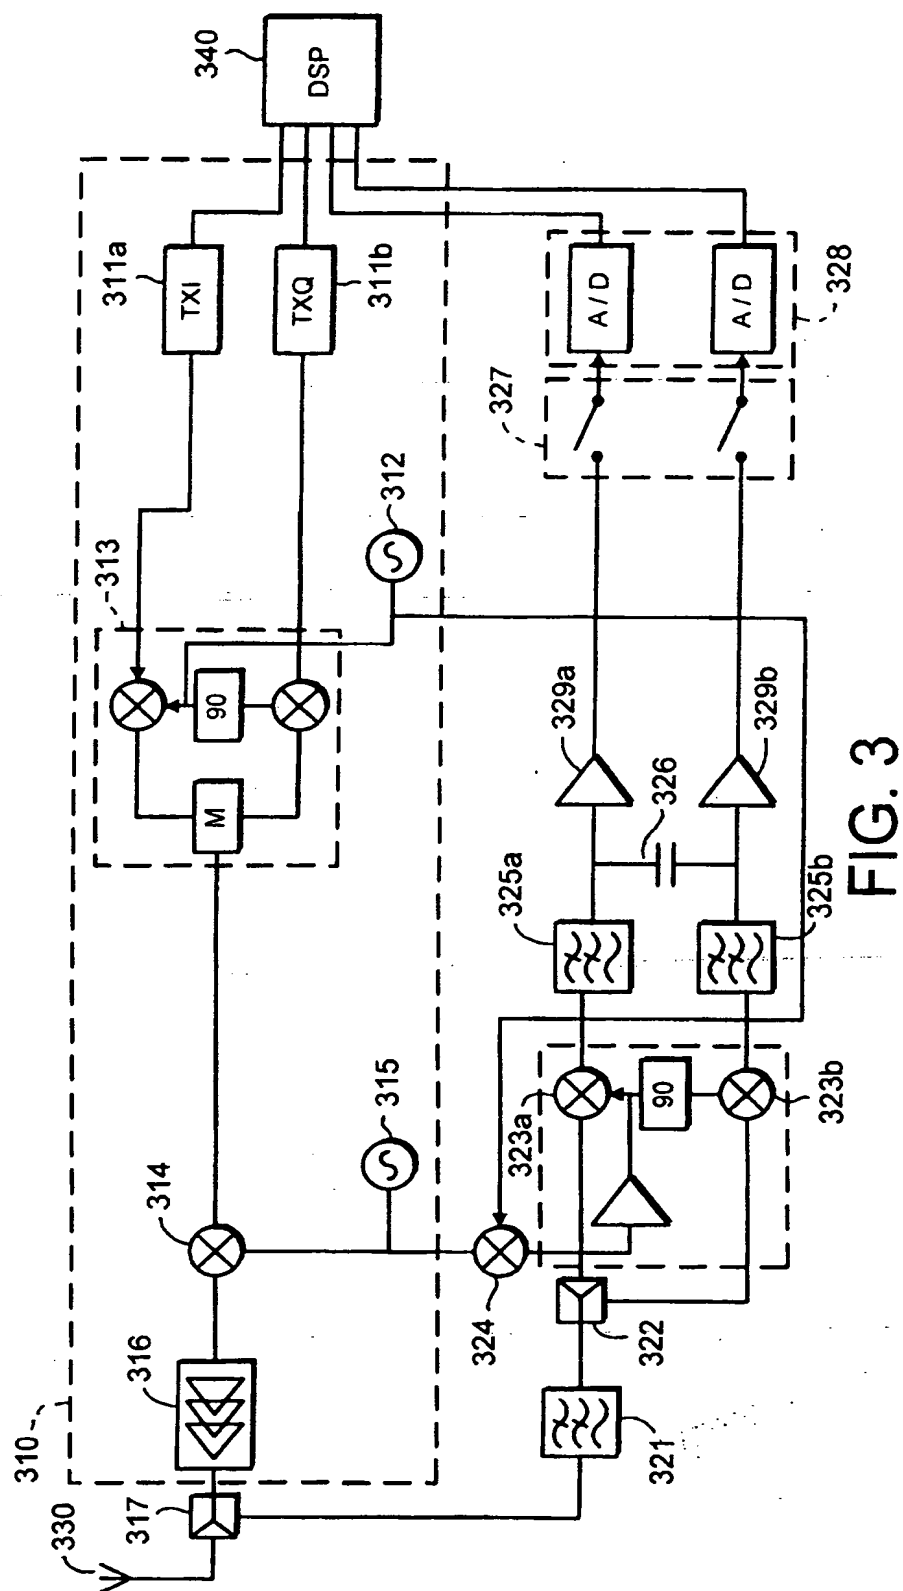 340
DSP
311a
TXI
TXQ
311b
A / D
A / D
328
327
312
313
90
M
329a
329b
326
325a
325b
315
323a
90
323b
314
324
322
316
321
310
317
330
FIG. 3